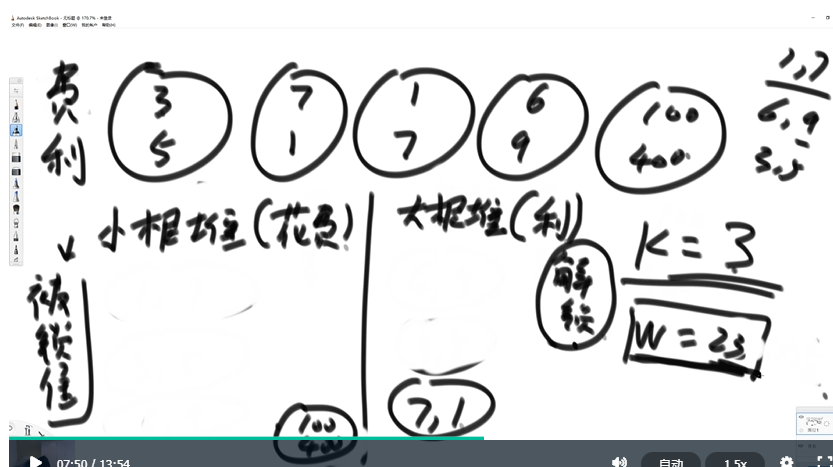 Autodesk SketchBook - 无标题 @ 170.7% - 未登录
文件(F) 编辑(E) 图像(I) 窗口(W) 我的帐户 帮助(H)
费 3 7 1 6 100
利 5 1 7 9 400
1,7
6,9
3,5
小根堆(花费) 大根堆(利)
被锁住
解锁
K=3
W=23
7,1
100
400
07:50 / 13:54 自动 1.5x